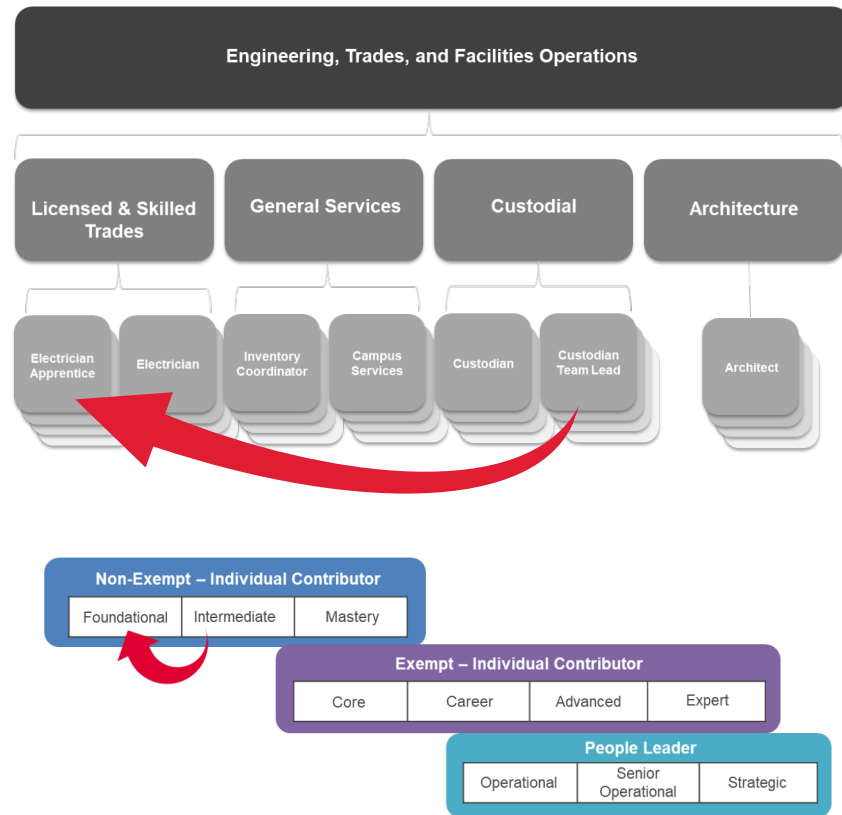 Engineering, Trades, and Facilities Operations
Licensed & Skilled
Trades
General Services
Custodial
Architecture
Electrician
Apprentice
Electrician
Inventory
Coordinator
Campus
Services
Custodian
Custodian
Team Lead
Architect
Non-Exempt – Individual Contributor
Foundational
Intermediate
Mastery
Exempt – Individual Contributor
Core
Career
Advanced
Expert
People Leader
Operational
Senior
Operational
Strategic